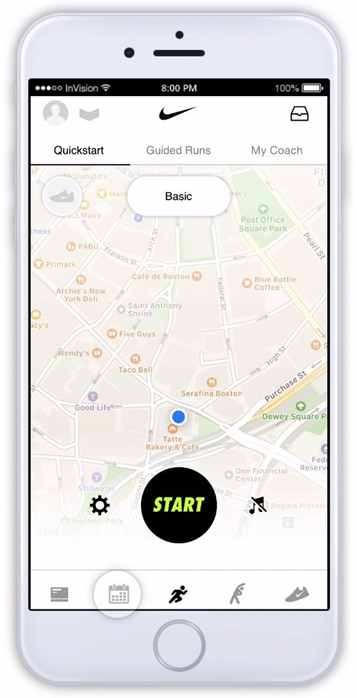 InVision
8:00 PM
100%
Quickstart
Guided Runs
My Coach
McDonald's
Basic
Post Office
Square Park
Pearl St
J.J. Foley's
PABU
Franklin St
Arch St
Primark
Café de Boston
Federal St
Archie's New
York Deli
Blue Bottle
Coffee
Saint Anthony
Shrine
Five Guys
Wendy's
High St
Taco Bell
Purchase St
Good Life
Serafina Boston
Dewey Square
Tatte
Bakery & Cafe
Federal
Reserve
START
One Financial
Center
Stillwater
Regina Pizzeria
Chinatown Park